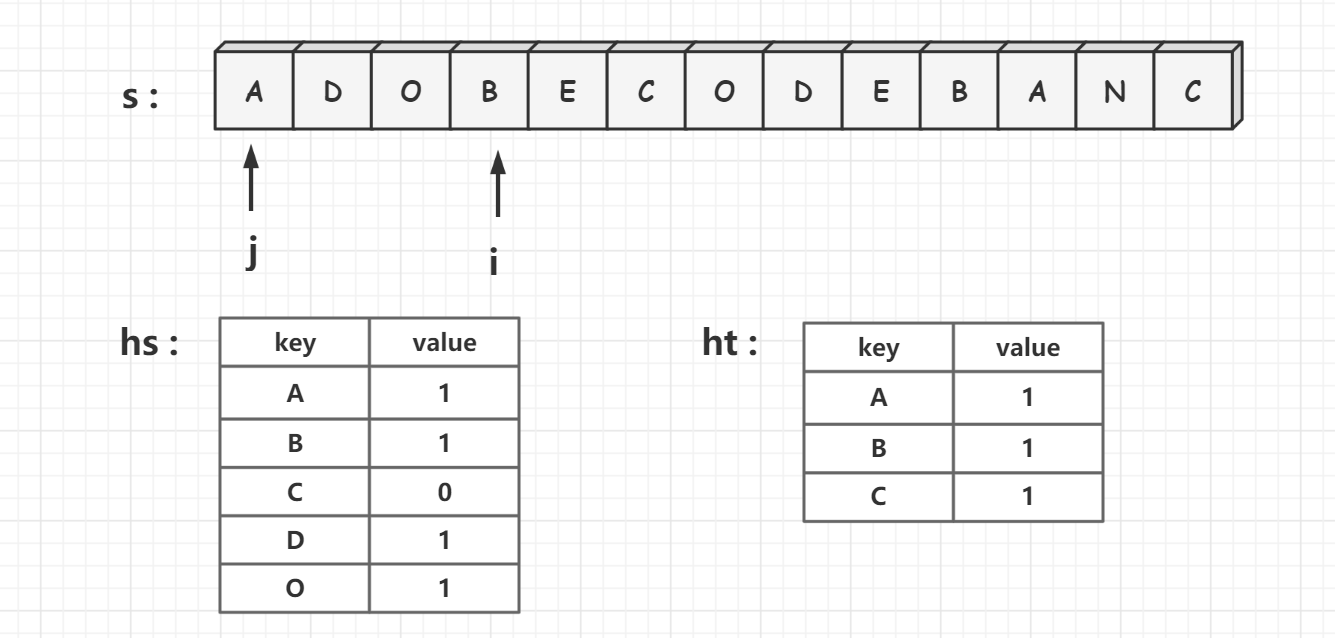 s : A D O B E C O D E B A N C
j i
hs : key value
A 1
B 1
C 0
D 1
O 1
ht : key value
A 1
B 1
C 1